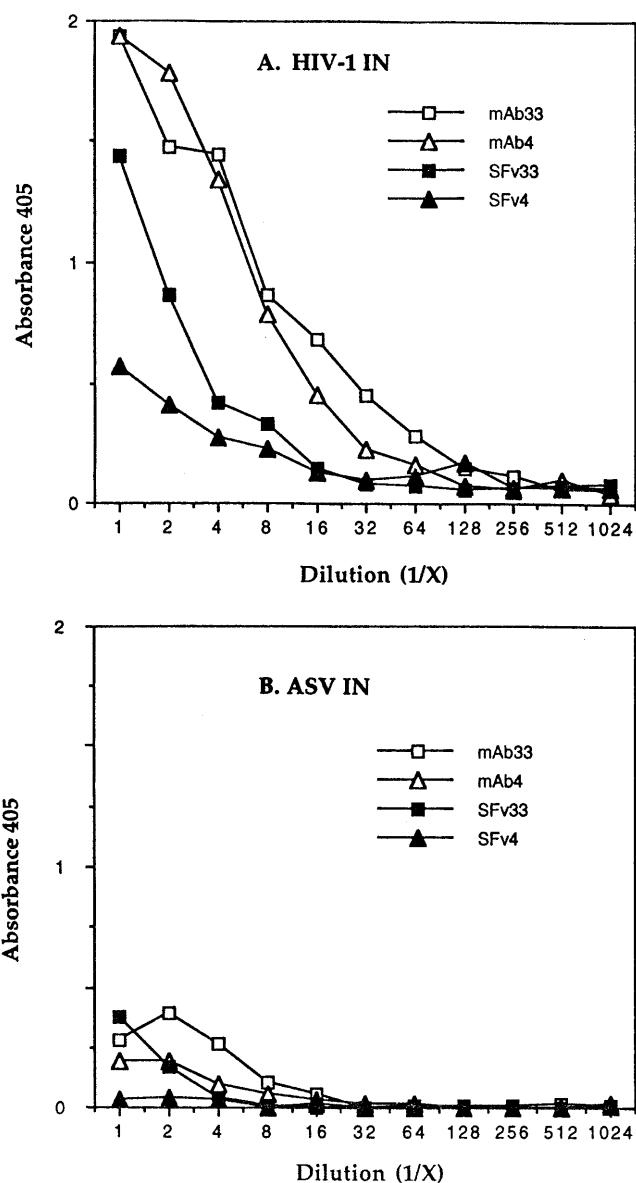 2
A. HIV-1 IN
mAb33
mAb4
SFv33
SFv4
Absorbance 405
1
0
1 2 4 8 16 32 64 128 256 512 1024
Dilution (1/X)
2
B. ASV IN
mAb33
mAb4
SFv33
SFv4
Absorbance 405
1
0
1 2 4 8 16 32 64 128 256 512 1024
Dilution (1/X)